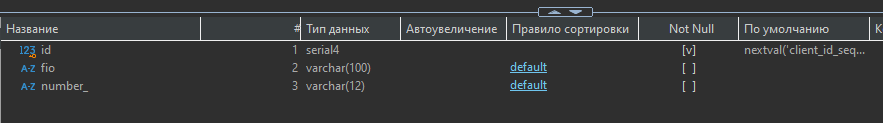 Название # Тип данных Автоувеличение Правило сортировки Not Null По умолчанию
123 id 1 serial4 [v] nextval('client_id_seq...
A-Z fio 2 varchar(100) default [ ]
A-Z number_ 3 varchar(12) default [ ]